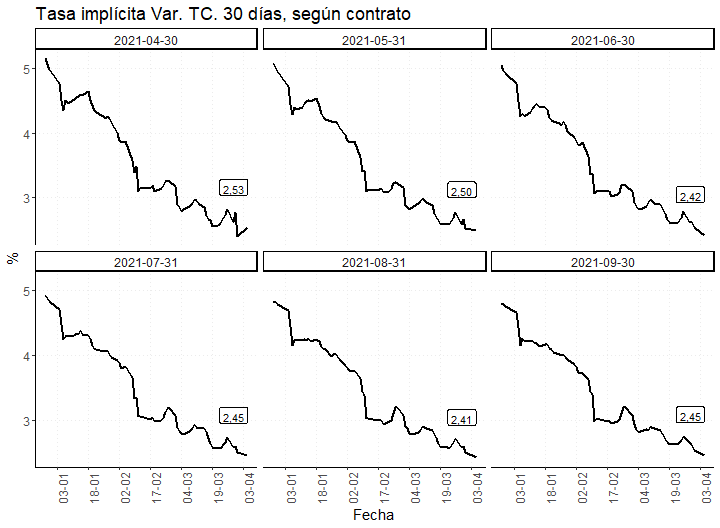 Tasa implícita Var. TC. 30 días, según contrato
2021-04-30 2021-05-31 2021-06-30
5
4
3
2,53 2,50 2,42
%
2021-07-31 2021-08-31 2021-09-30
5
4
3
2,45 2,41 2,45
03-01 18-01 02-02 17-02 04-03 19-03 03-04 03-01 18-01 02-02 17-02 04-03 19-03 03-04 03-01 18-01 02-02 17-02 04-03 19-03 03-04
Fecha